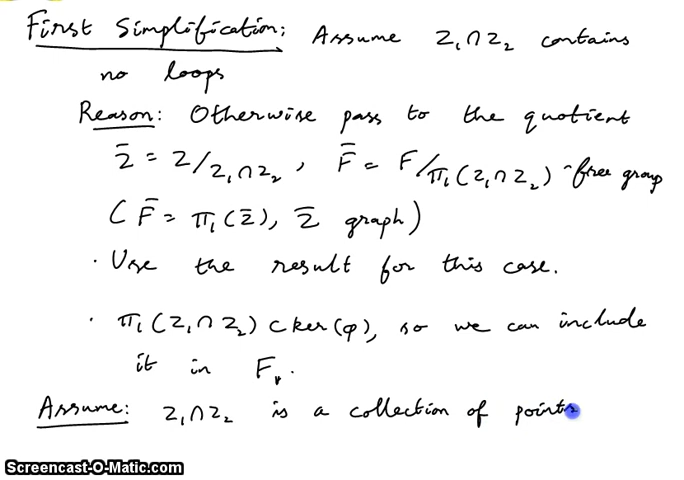 First Simplification: Assume Z₁∩Z₂ contains
no loops
Reason: Otherwise pass to the quotient
Z̄ = Z/Z₁∩Z₂ , F̄ = F/π₁(Z₁∩Z₂) - free group
( F̄ = π₁(Z̄), Z̄ graph)
· Use the result for this case.
· π₁(Z₁∩Z₂) ⊂ ker(φ), so we can include
it in F₁.
Assume: Z₁∩Z₂ is a collection of points
Screencast-O-Matic.com